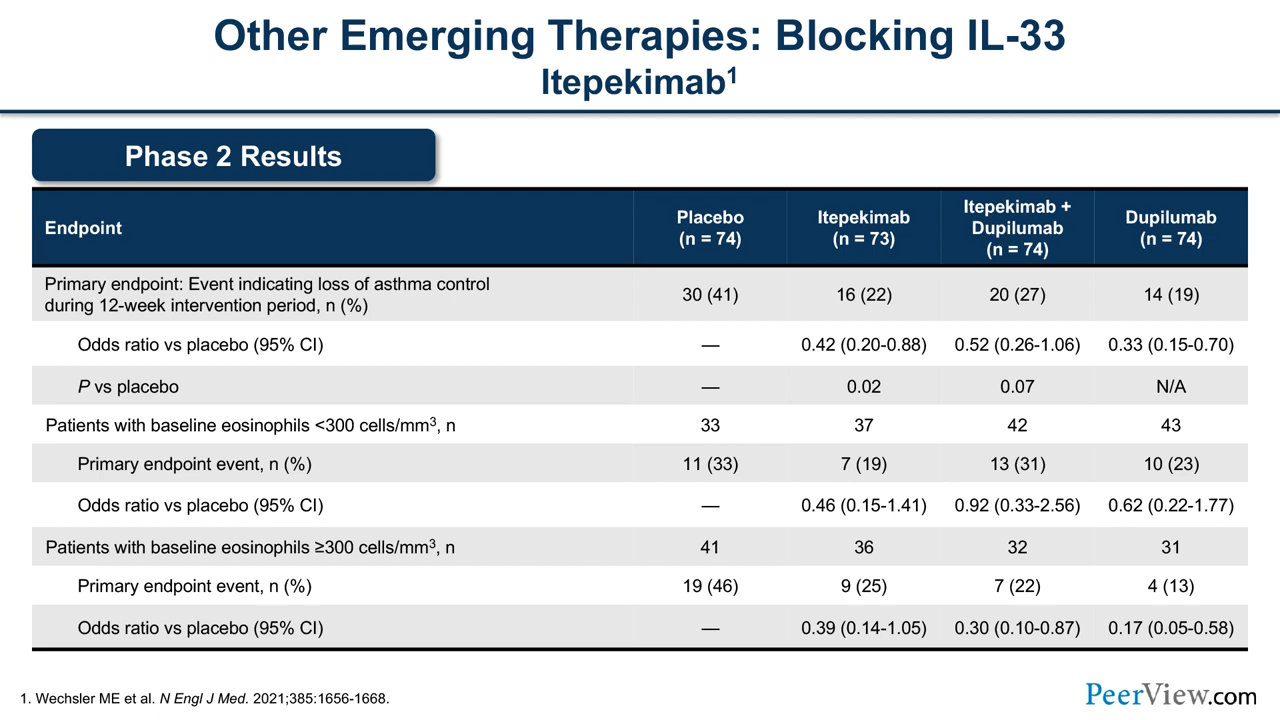 Other Emerging Therapies: Blocking IL-33
Itepekimab¹
Phase 2 Results
Endpoint
Placebo (n = 74)
Itepekimab (n = 73)
Itepekimab + Dupilumab (n = 74)
Dupilumab (n = 74)
Primary endpoint: Event indicating loss of asthma control
during 12-week intervention period, n (%)
30 (41) 16 (22) 20 (27) 14 (19)
Odds ratio vs placebo (95% CI) — 0.42 (0.20-0.88) 0.52 (0.26-1.06) 0.33 (0.15-0.70)
P vs placebo — 0.02 0.07 N/A
Patients with baseline eosinophils <300 cells/mm³, n 33 37 42 43
Primary endpoint event, n (%) 11 (33) 7 (19) 13 (31) 10 (23)
Odds ratio vs placebo (95% CI) — 0.46 (0.15-1.41) 0.92 (0.33-2.56) 0.62 (0.22-1.77)
Patients with baseline eosinophils ≥300 cells/mm³, n 41 36 32 31
Primary endpoint event, n (%) 19 (46) 9 (25) 7 (22) 4 (13)
Odds ratio vs placebo (95% CI) — 0.39 (0.14-1.05) 0.30 (0.10-0.87) 0.17 (0.05-0.58)
1. Wechsler ME et al. N Engl J Med. 2021;385:1656-1668.
PeerView.com